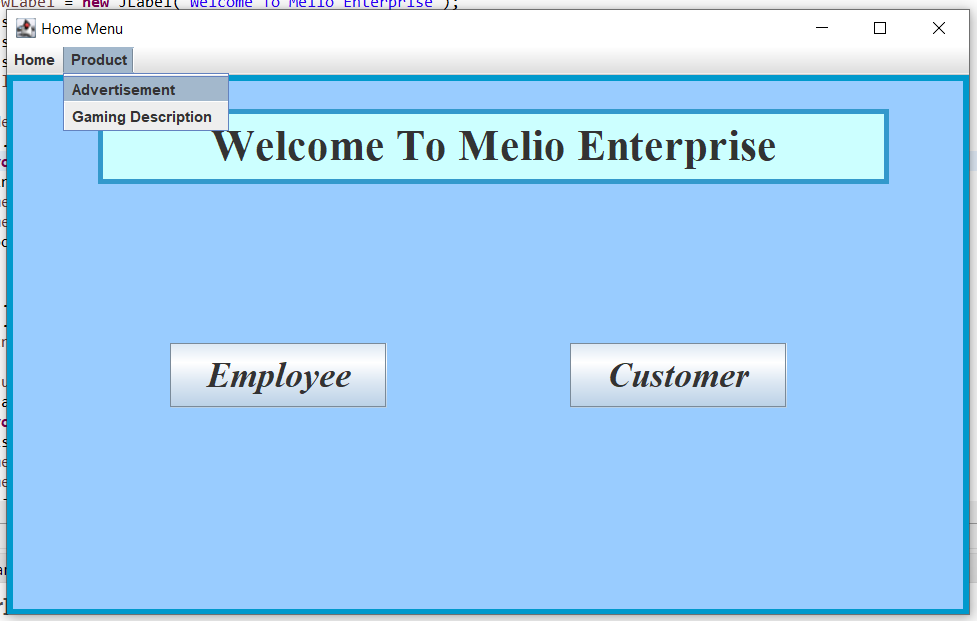 wLabel = new JLabel("Welcome To Melio Enterprise");
Home Menu
Home Product
Advertisement
Gaming Description
Welcome To Melio Enterprise
Employee
Customer